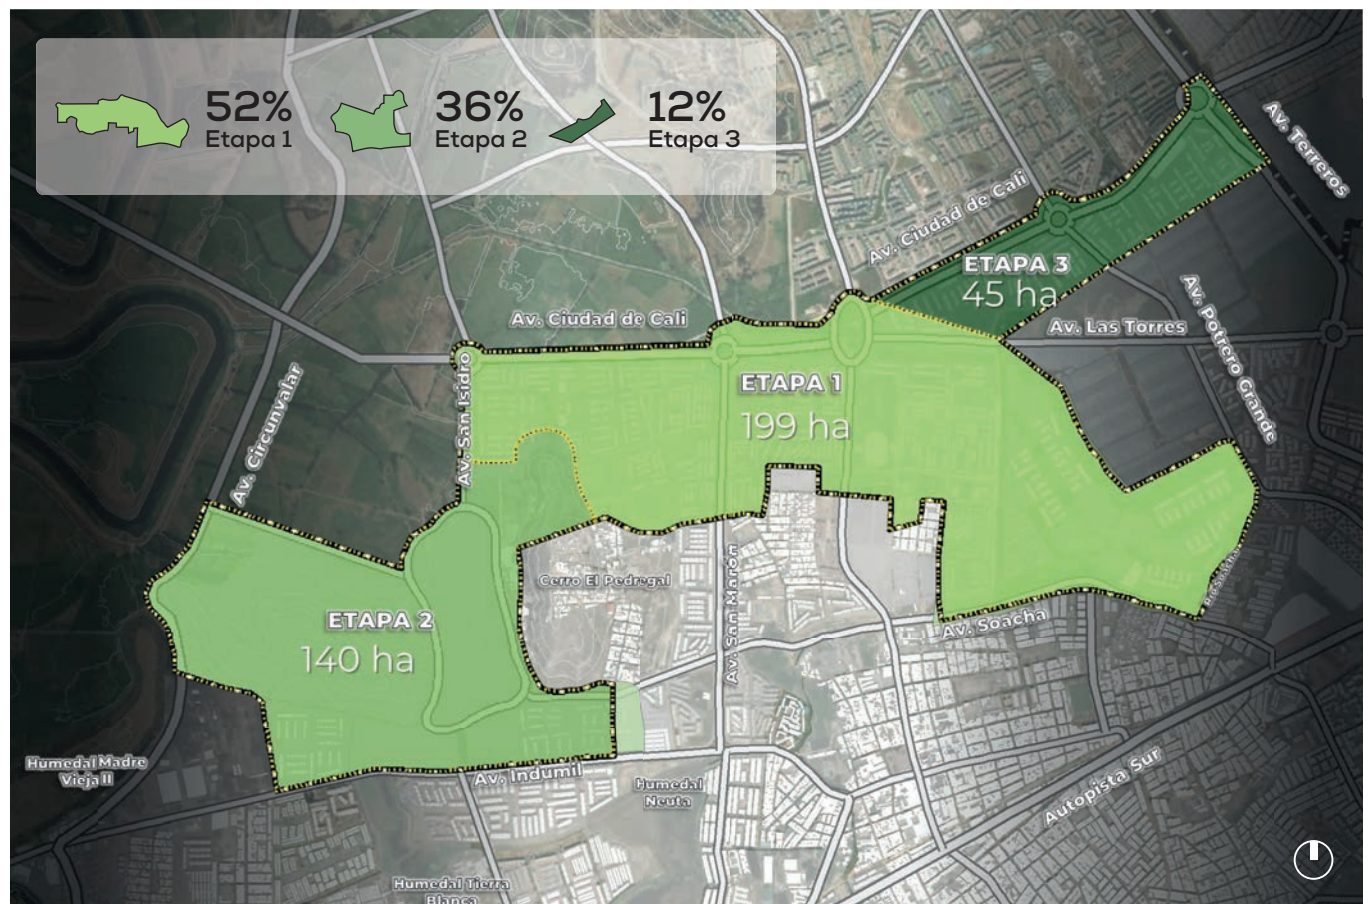 52%
Etapa 1
36%
Etapa 2
12%
Etapa 3
Av. Terreros
Av. Ciudad de Cali
ETAPA 3
45 ha
Av. Ciudad de Cali
Av. Las Torres
Av. Potrero Grande
Av. Circunvalar
Av. San Isidro
ETAPA 1
199 ha
Cerro El Pedregal
Av. San Marón
Río Soacha
ETAPA 2
140 ha
Av. Soacha
Humedal Madre
Vieja II
Av. Indumil
Humedal
Neuta
Autopista Sur
Humedal Tierra
Blanca